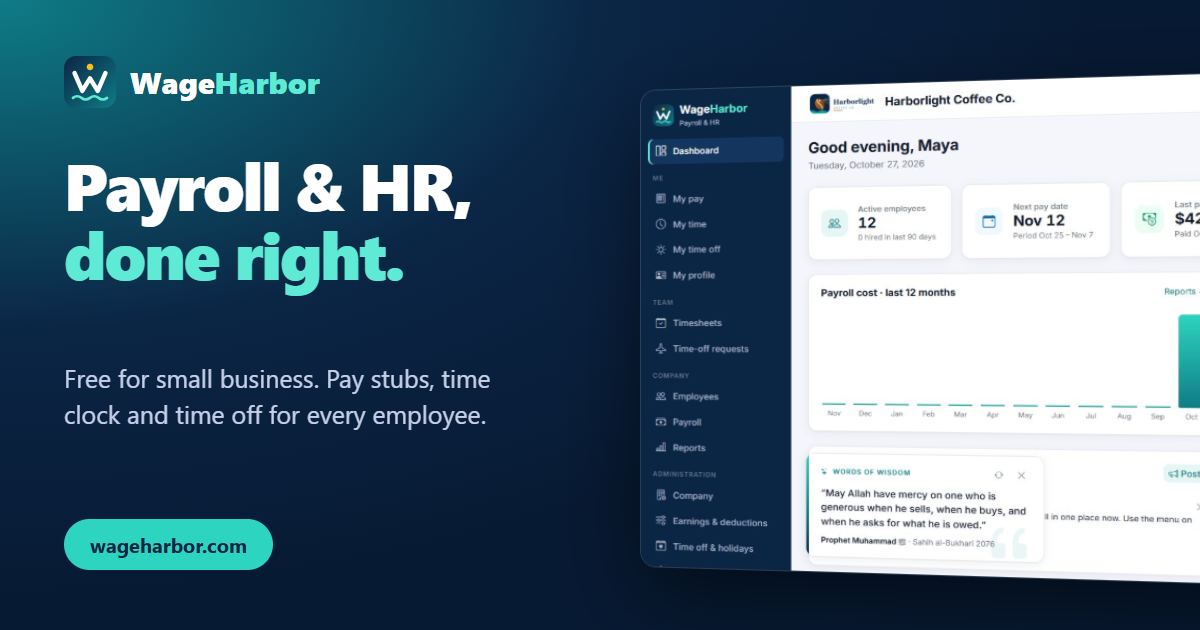 WageHarbor
Payroll & HR,
done right.
Free for small business. Pay stubs, time
clock and time off for every employee.
wageharbor.com
WageHarbor
Payroll & HR
Dashboard
ME
My pay
My time
My time off
My profile
TEAM
Timesheets
Time-off requests
COMPANY
Employees
Payroll
Reports
ADMINISTRATION
Company
Earnings & deductions
Time off & holidays
Harborlight
Harborlight Coffee Co.
Good evening, Maya
Tuesday, October 27, 2026
Active employees
12
0 hired in last 90 days
Next pay date
Nov 12
Period Oct 25 – Nov 7
Last p
$42
Paid O
Payroll cost · last 12 months
Reports
Nov Dec Jan Feb Mar Apr May Jun Jul Aug Sep Oct
WORDS OF WISDOM
“May Allah have mercy on one who is
generous when he sells, when he buys, and
when he asks for what he is owed.”
Prophet Muhammad ﷺ · Sahih al-Bukhari 2076
Post
ll in one place now. Use the menu on